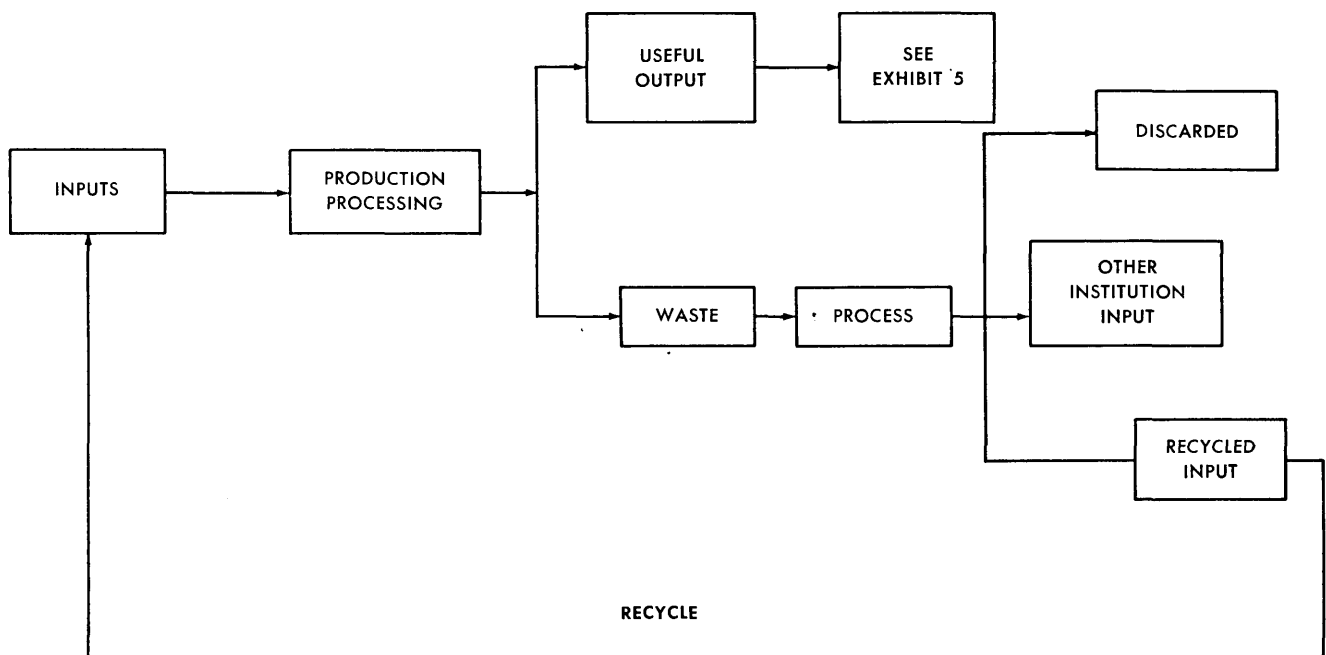 USEFUL
OUTPUT
SEE
EXHIBIT 5
DISCARDED
INPUTS
PRODUCTION
PROCESSING
OTHER
INSTITUTION
INPUT
WASTE
PROCESS
RECYCLED
INPUT
RECYCLE